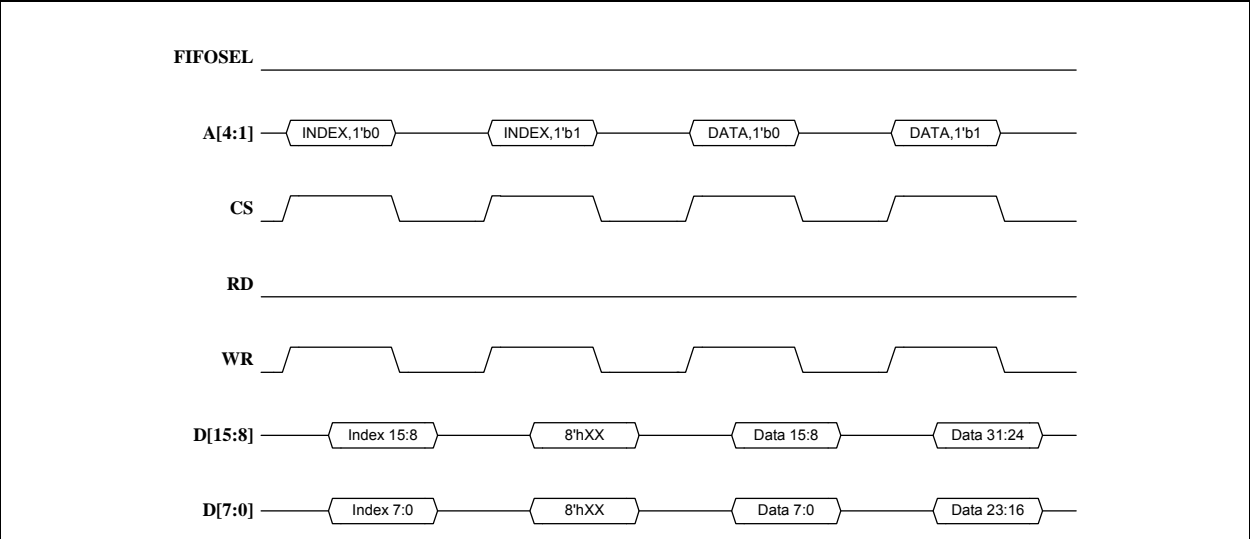 FIFOSEL
A[4:1] INDEX,1'b0 INDEX,1'b1 DATA,1'b0 DATA,1'b1
CS
RD
WR
D[15:8] Index 15:8 8'hXX Data 15:8 Data 31:24
D[7:0] Index 7:0 8'hXX Data 7:0 Data 23:16